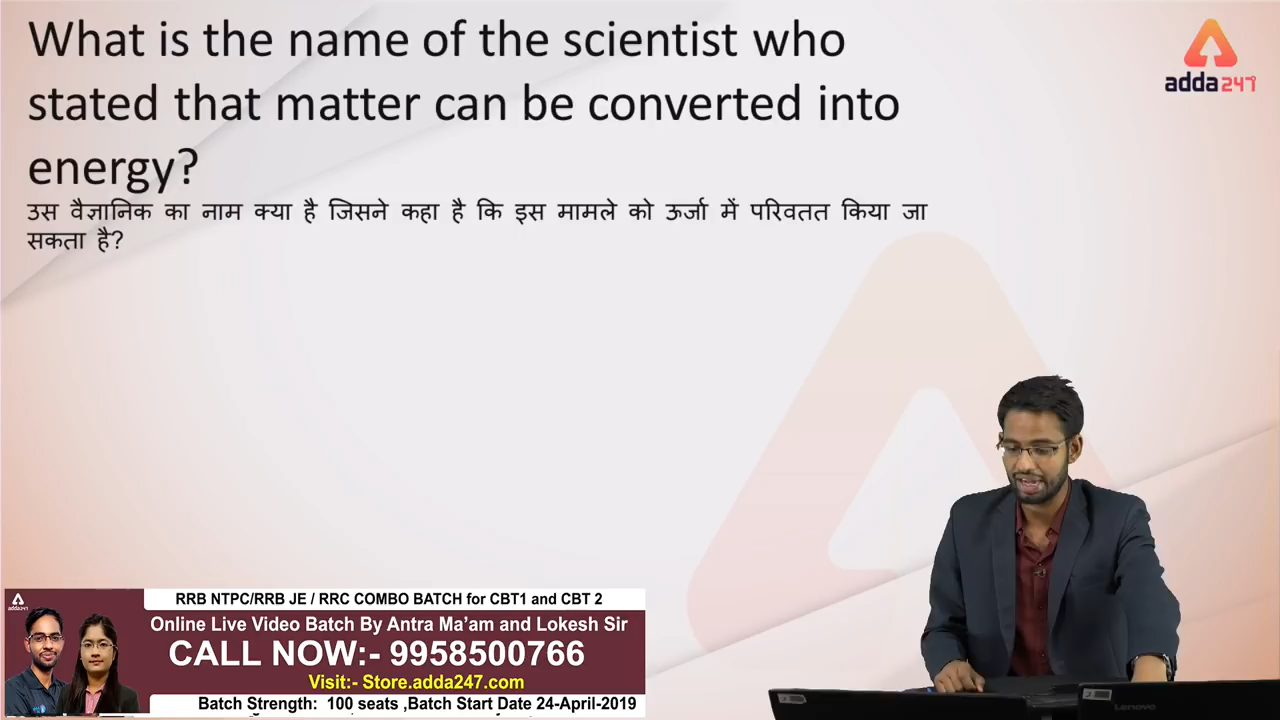 What is the name of the scientist who
stated that matter can be converted into
energy?
उस वैज्ञानिक का नाम क्या है जिसने कहा है कि इस मामले को ऊर्जा में परिवतत किया जा
सकता है?
adda247
adda247
RRB NTPC/RRB JE / RRC COMBO BATCH for CBT1 and CBT 2
Online Live Video Batch By Antra Ma'am and Lokesh Sir
CALL NOW:- 9958500766
Visit:- Store.adda247.com
Batch Strength: 100 seats ,Batch Start Date 24-April-2019
Lenovo